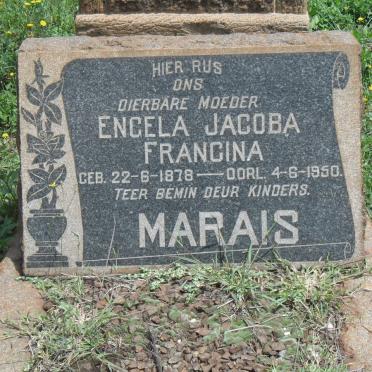 HIER RUS
ONS
DIERBARE MOEDER
ENGELA JACOBA
FRANCINA
GEB. 22-6-1878 — OORL. 4-6-1950.
TEER BEMIN DEUR KINDERS.
MARAIS